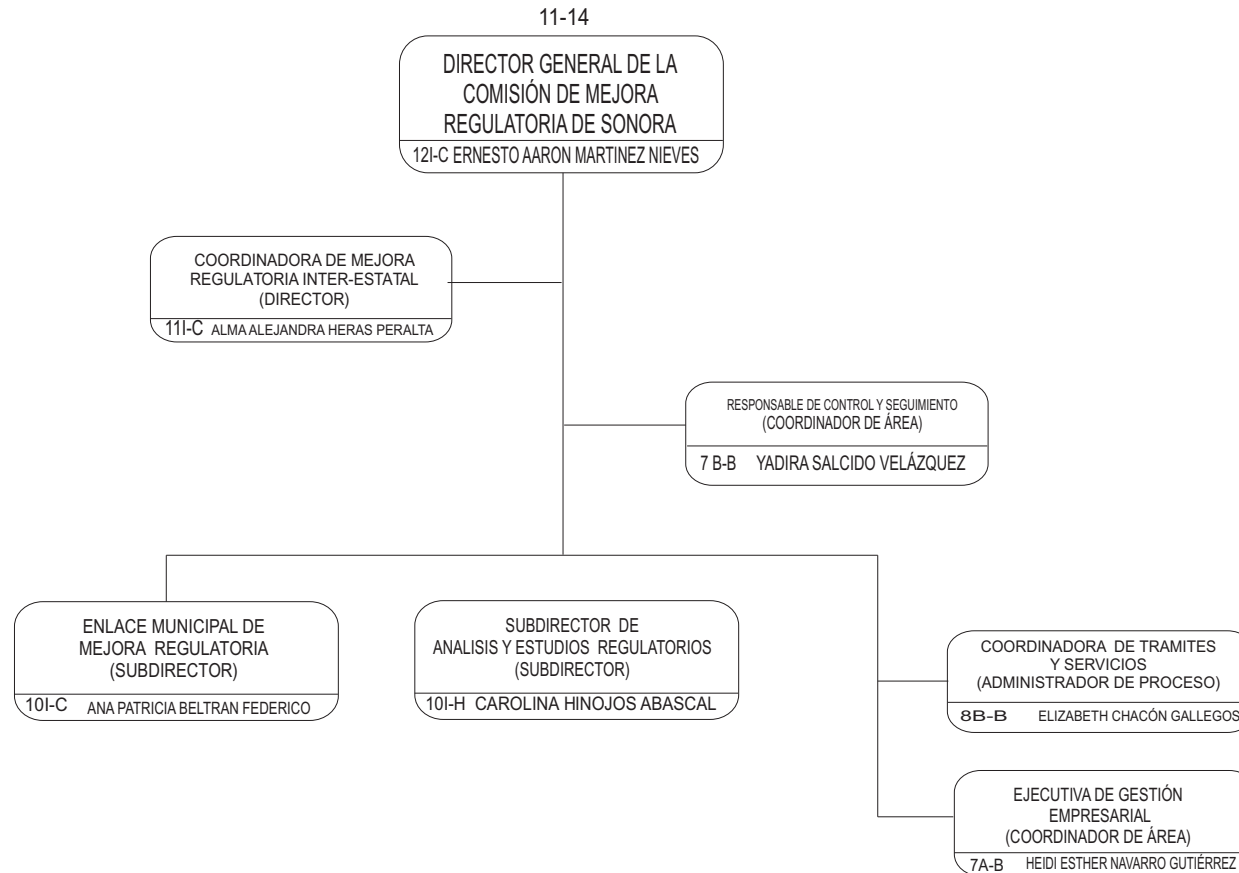 11-14
DIRECTOR GENERAL DE LA
COMISIÓN DE MEJORA
REGULATORIA DE SONORA
12I-C ERNESTO AARON MARTINEZ NIEVES
COORDINADORA DE MEJORA
REGULATORIA INTER-ESTATAL
(DIRECTOR)
11I-C ALMA ALEJANDRA HERAS PERALTA
RESPONSABLE DE CONTROL Y SEGUIMIENTO
(COORDINADOR DE ÁREA)
7 B-B YADIRA SALCIDO VELÁZQUEZ
ENLACE MUNICIPAL DE
MEJORA REGULATORIA
(SUBDIRECTOR)
10I-C ANA PATRICIA BELTRAN FEDERICO
SUBDIRECTOR DE
ANALISIS Y ESTUDIOS REGULATORIOS
(SUBDIRECTOR)
10I-H CAROLINA HINOJOS ABASCAL
COORDINADORA DE TRAMITES
Y SERVICIOS
(ADMINISTRADOR DE PROCESO)
8B-B ELIZABETH CHACÓN GALLEGOS
EJECUTIVA DE GESTIÓN
EMPRESARIAL
(COORDINADOR DE ÁREA)
7A-B HEIDI ESTHER NAVARRO GUTIÉRREZ